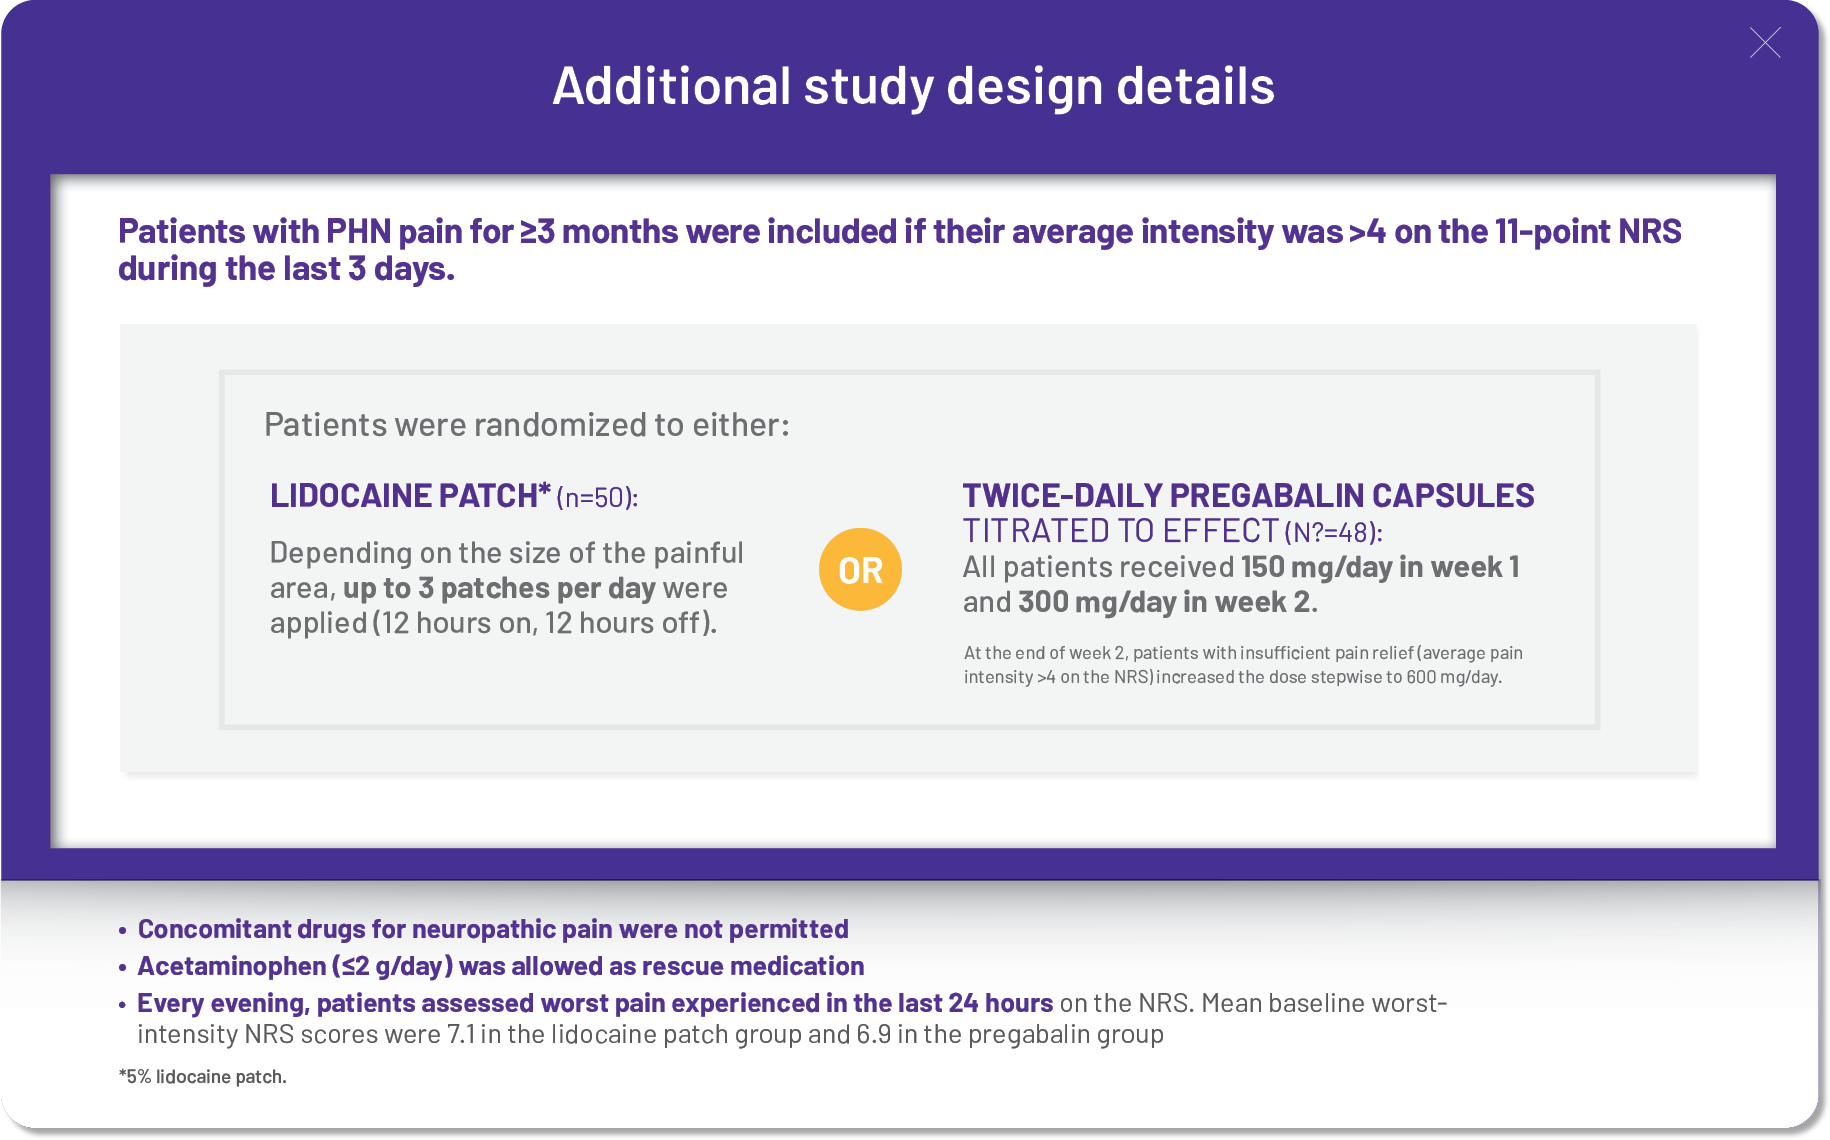 Additional study design details
Patients with PHN pain for ≥3 months were included if their average intensity was >4 on the 11-point NRS
during the last 3 days.
Patients were randomized to either:
LIDOCAINE PATCH* (n=50):
Depending on the size of the painful
area, up to 3 patches per day were
applied (12 hours on, 12 hours off).
OR
TWICE-DAILY PREGABALIN CAPSULES
TITRATED TO EFFECT (N?=48):
All patients received 150 mg/day in week 1
and 300 mg/day in week 2.
At the end of week 2, patients with insufficient pain relief (average pain
intensity >4 on the NRS) increased the dose stepwise to 600 mg/day.
• Concomitant drugs for neuropathic pain were not permitted
• Acetaminophen (≤2 g/day) was allowed as rescue medication
• Every evening, patients assessed worst pain experienced in the last 24 hours on the NRS. Mean baseline worst-
intensity NRS scores were 7.1 in the lidocaine patch group and 6.9 in the pregabalin group
*5% lidocaine patch.